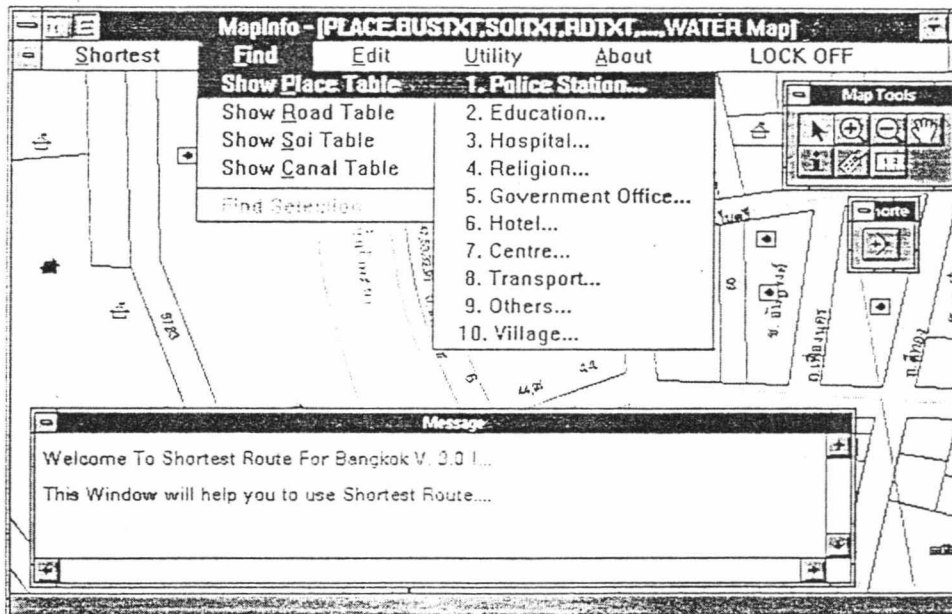 MapInfo - [PLACE,BUSTXT,SOITXT,RDTXT,...,WATER Map]
Shortest Find Edit Utility About LOCK OFF
Show Place Table
Show Road Table
Show Soi Table
Show Canal Table
Find Selection
1. Police Station...
2. Education...
3. Hospital...
4. Religion...
5. Government Office...
6. Hotel...
7. Centre...
8. Transport...
9. Others...
10. Village...
Map Tools
horte
Message
Welcome To Shortest Route For Bangkok V. 3.0 !...
This Window will help you to use Shortest Route....